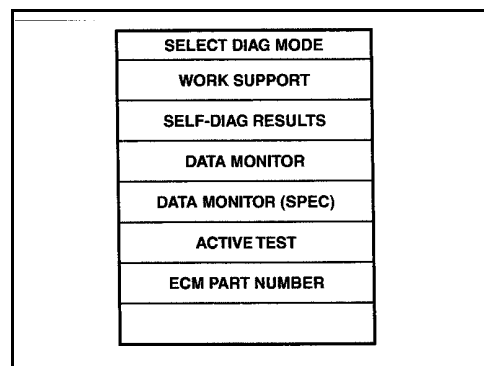 SELECT DIAG MODE
WORK SUPPORT
SELF-DIAG RESULTS
DATA MONITOR
DATA MONITOR (SPEC)
ACTIVE TEST
ECM PART NUMBER